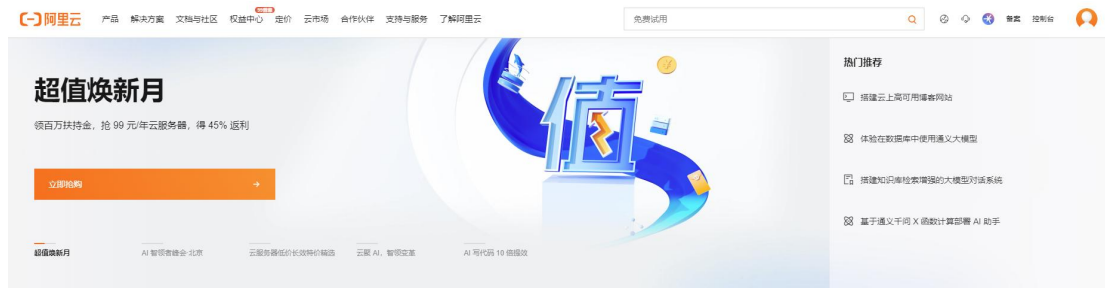 阿里云
产品 解决方案 文档与社区 权益中心 定价 云市场 合作伙伴 支持与服务 了解阿里云
免费试用
备案 控制台
超值焕新月
领百万扶持金，抢 99 元/年云服务器，得 45% 返利
立即抢购
值
超值焕新月 AI 智领者峰会·北京 云服务器低价长效特价精选 云聚 AI，智领变革 AI 写代码 10 倍提效
热门推荐
搭建云上高可用博客网站
体验在数据库中使用通义大模型
搭建知识库检索增强的大模型对话系统
基于通义千问 X 函数计算部署 AI 助手